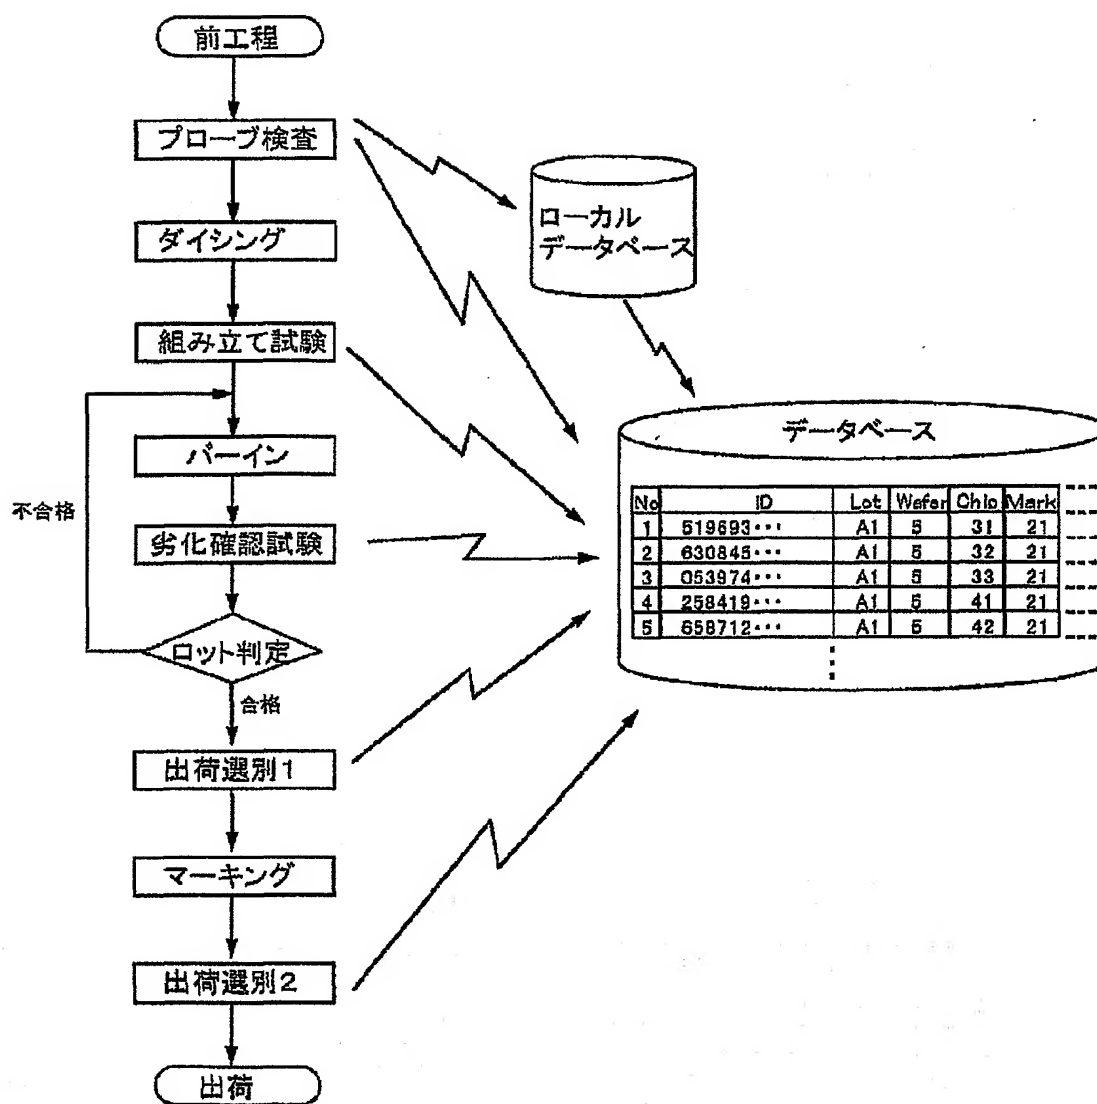 前工程
プローブ検査
ダイシング
組み立て試験
バーイン
不合格
劣化確認試験
ロット判定
合格
出荷選別1
マーキング
出荷選別2
出荷
ローカル
データベース
データベース
No ID Lot Wafer Chip Mark
1 519693・・・ A1 5 31 21
2 630845・・・ A1 5 32 21
3 053974・・・ A1 5 33 21
4 258419・・・ A1 5 41 21
5 658712・・・ A1 5 42 21